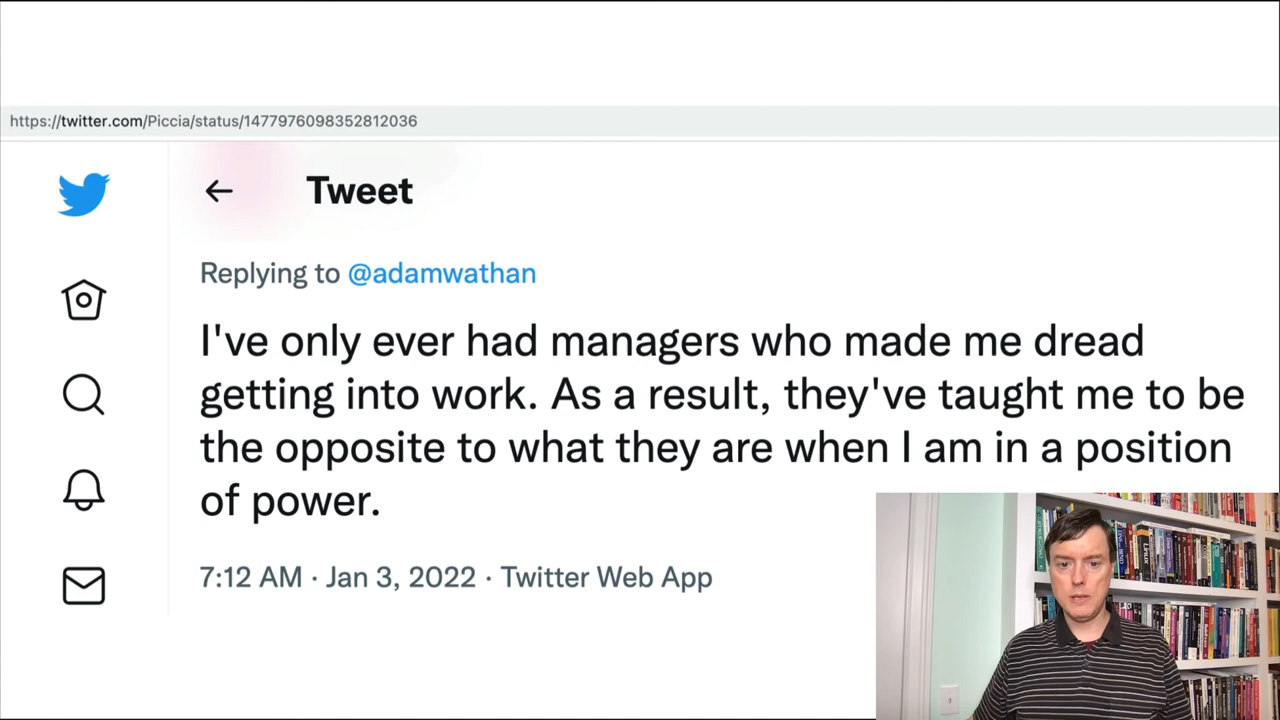 https://twitter.com/Piccia/status/1477976098352812036
Tweet
Replying to @adamwathan
I've only ever had managers who made me dread
getting into work. As a result, they've taught me to be
the opposite to what they are when I am in a position
of power.
7:12 AM · Jan 3, 2022 · Twitter Web App